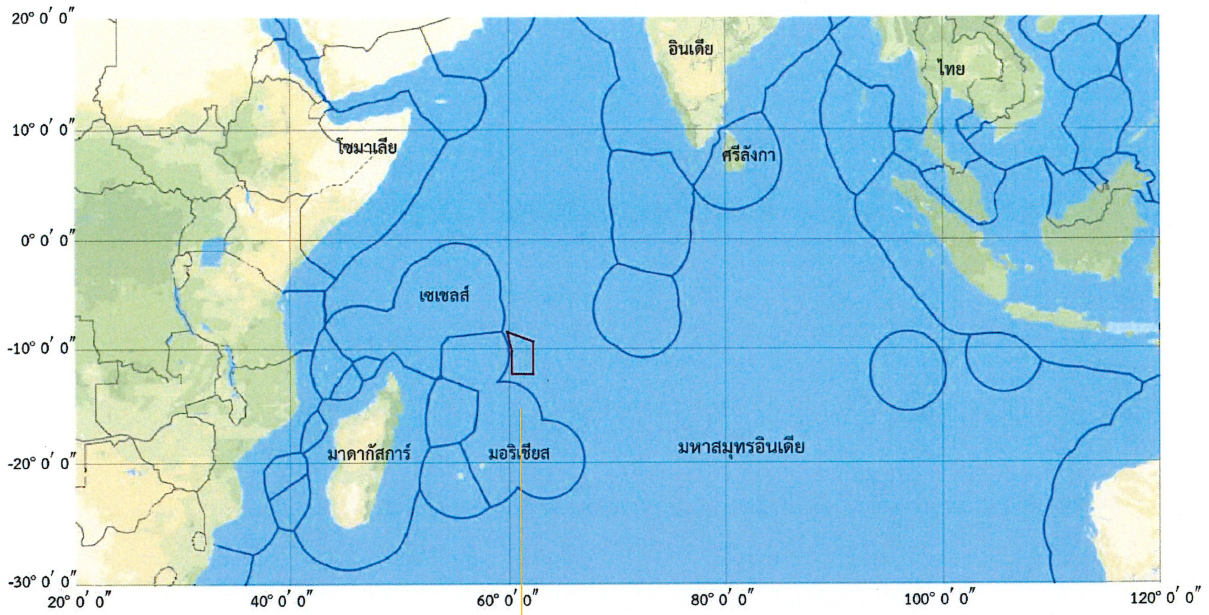 20° 0' 0"
อินเดีย
ไทย
10° 0' 0"
โซมาเลีย
ศรีลังกา
0° 0' 0"
เซเชลส์
-10° 0' 0"
มาดากัสการ์
มอริเชียส
มหาสมุทรอินเดีย
-20° 0' 0"
-30° 0' 0"
20° 0' 0"
40° 0' 0"
60° 0' 0"
80° 0' 0"
100° 0' 0"
120° 0' 0"